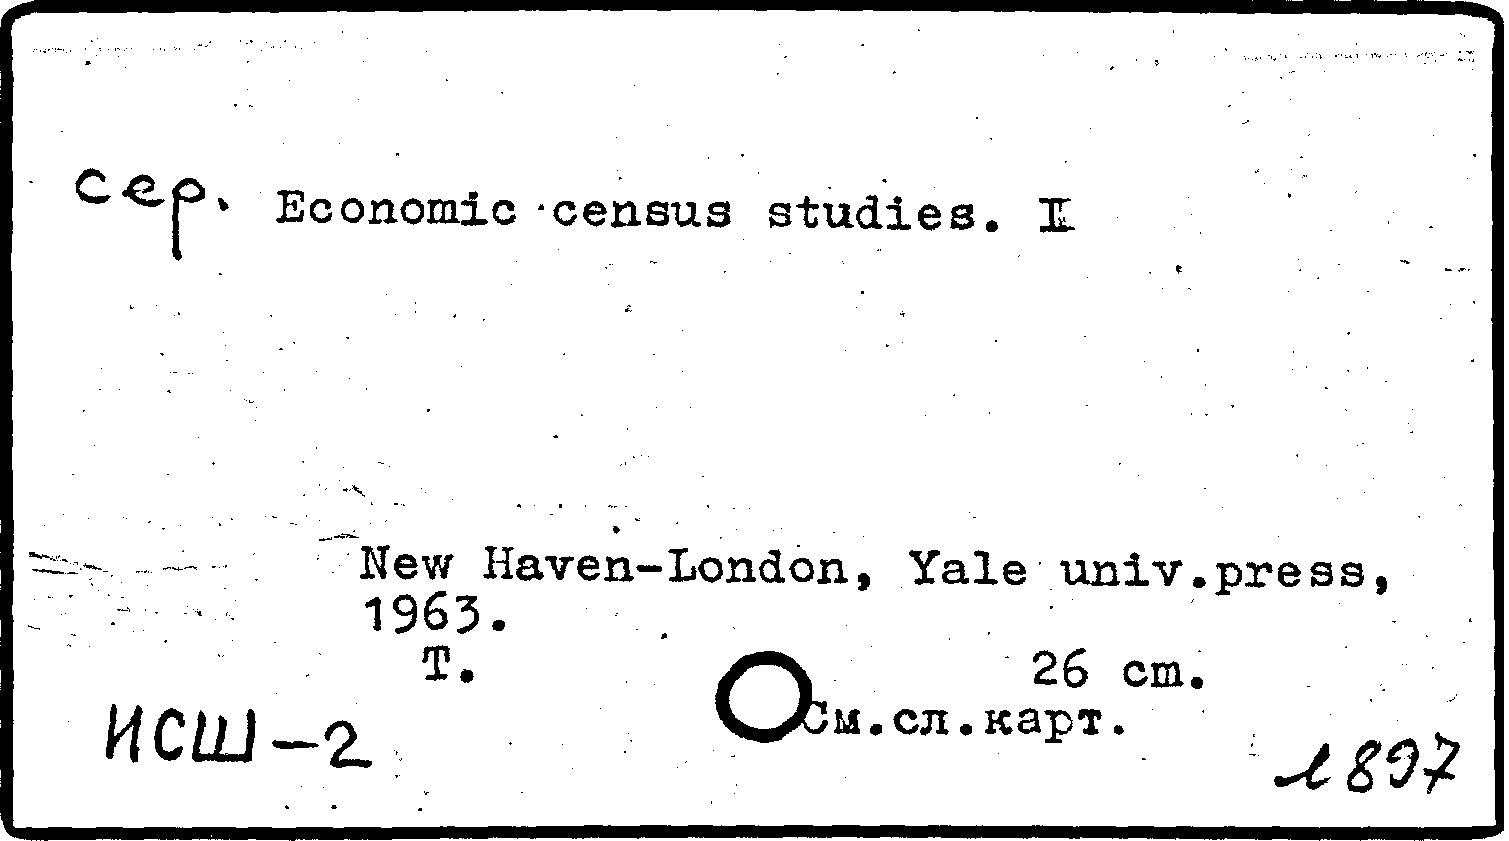 сер. Economic census studies. II
New Haven-London, Yale univ.press,
1963.
T. 26 cm.
См.сл.карт.
ИСШ-2
1897